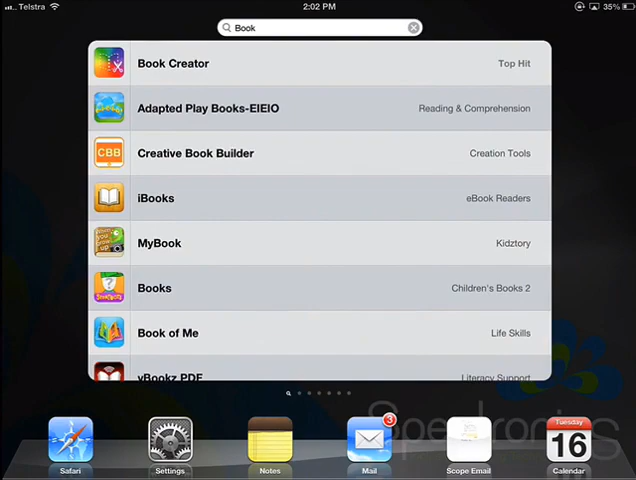 Telstra 2:02 PM 35%
Book
Book Creator Top Hit
Adapted Play Books-EIEIO Reading & Comprehension
CBB Creative Book Builder Creation Tools
iBooks eBook Readers
MyBook Kidztory
Books Children's Books 2
Book of Me Life Skills
vBookz PDF Literacy Support
Spectronics
3 Tuesday
16
Safari Settings Notes Mail Scope Email Calendar